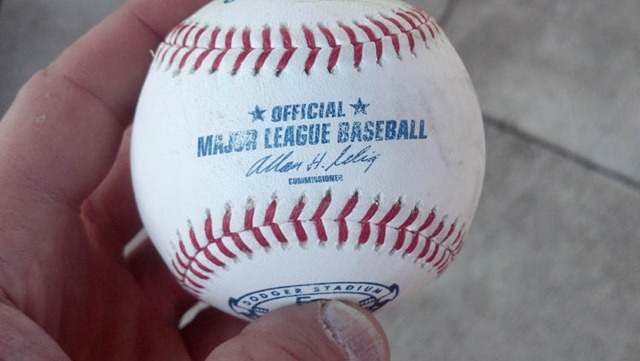 ★ OFFICIAL ★
MAJOR LEAGUE BASEBALL
Allan H. Selig
COMMISSIONER
DODGER STADIUM